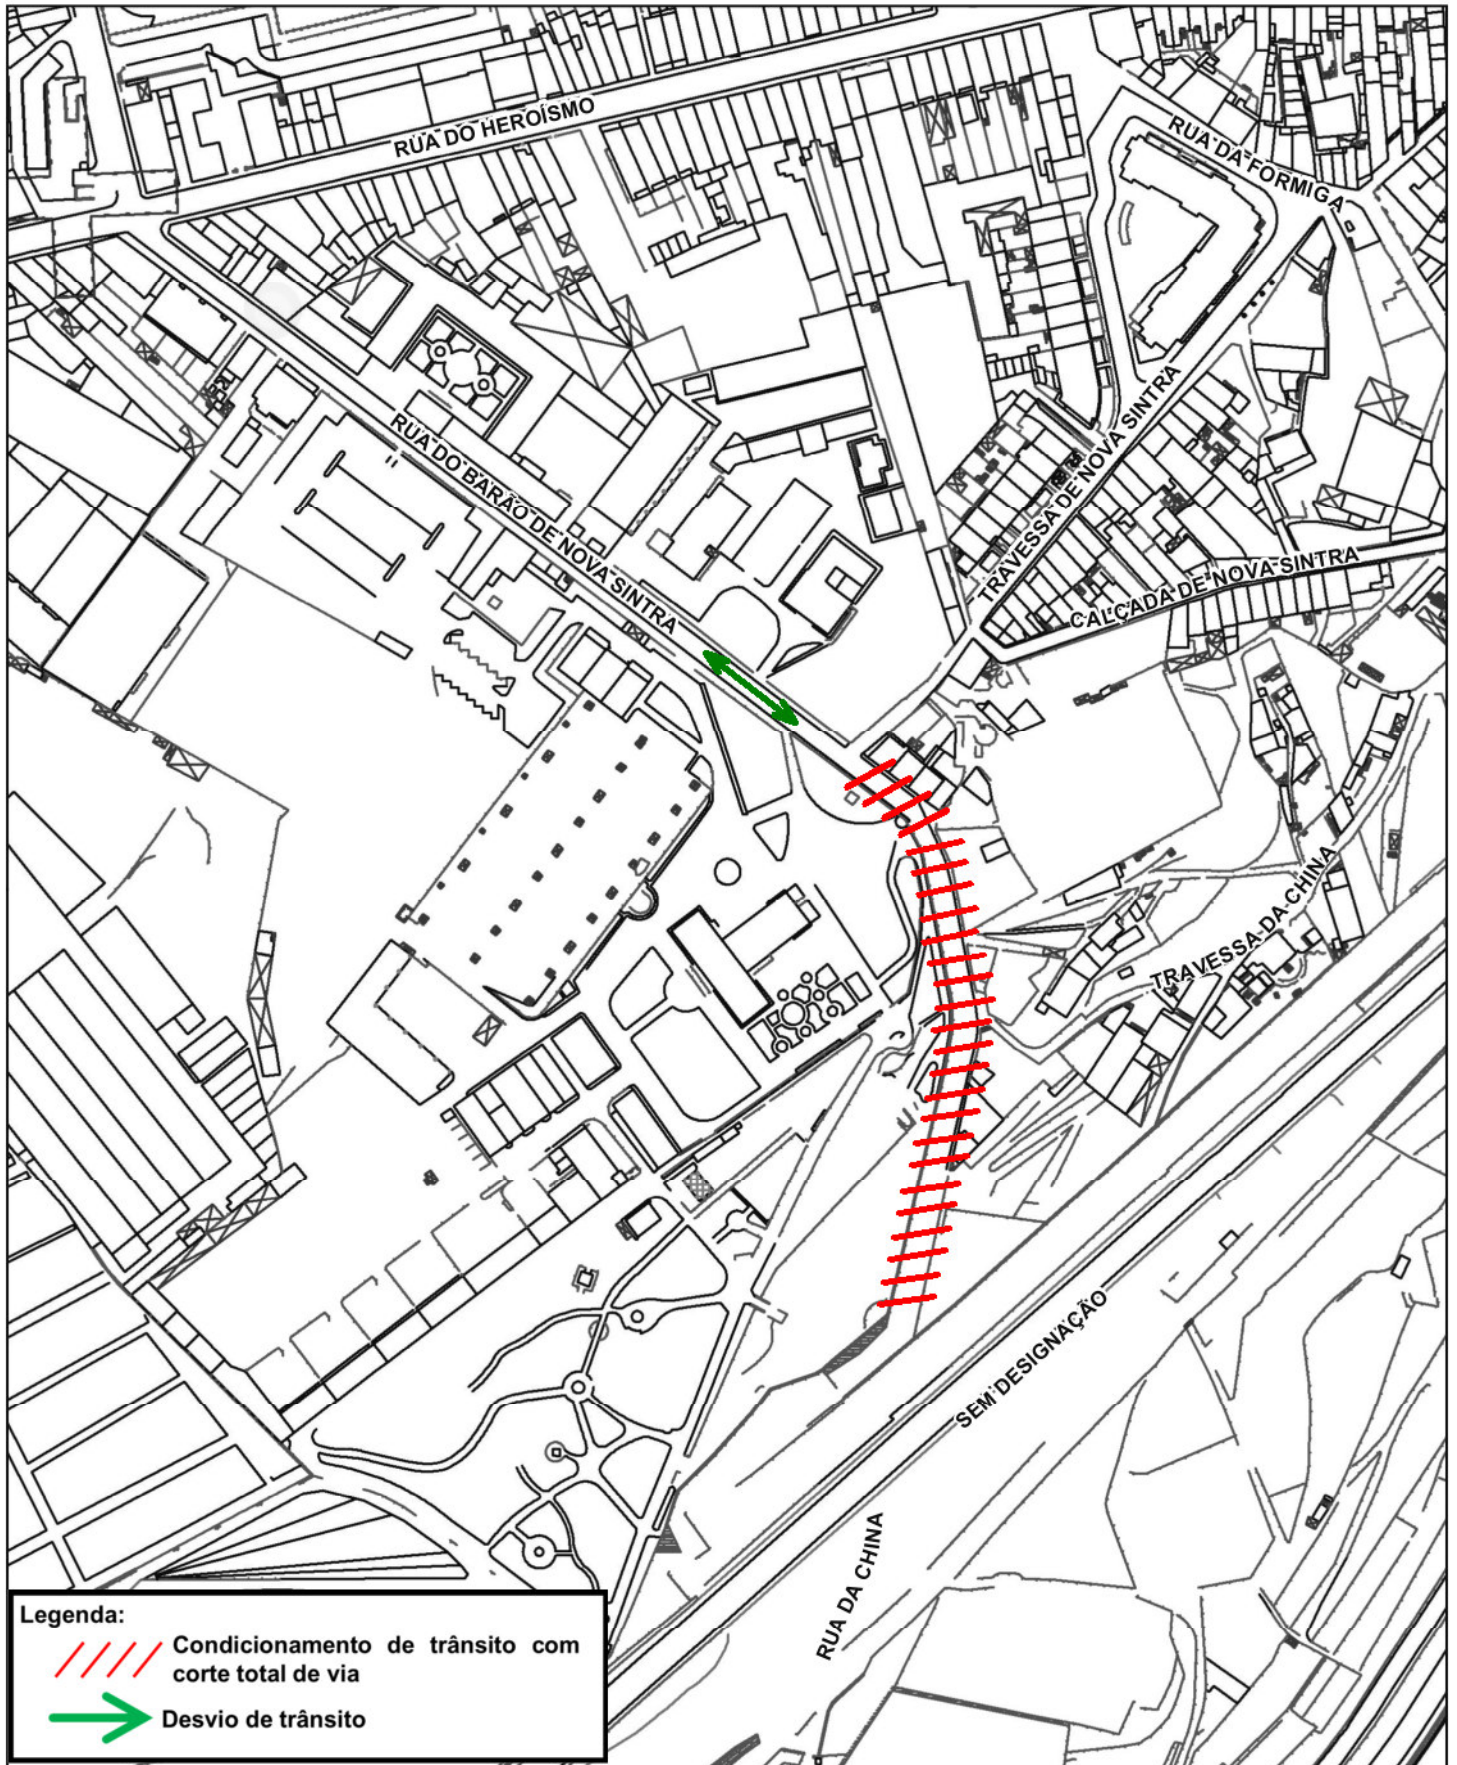 RUA DO HEROÍSMO
RUA DA FORMIGA
RUA DO BARÃO DE NOVA SINTRA
TRAVESSA DE NOVA SINTRA
CALÇADA DE NOVA SINTRA
TRAVESSA DA CHINA
SEM DESIGNAÇÃO
RUA DA CHINA
Legenda:
Condicionamento de trânsito com
corte total de via
Desvio de trânsito